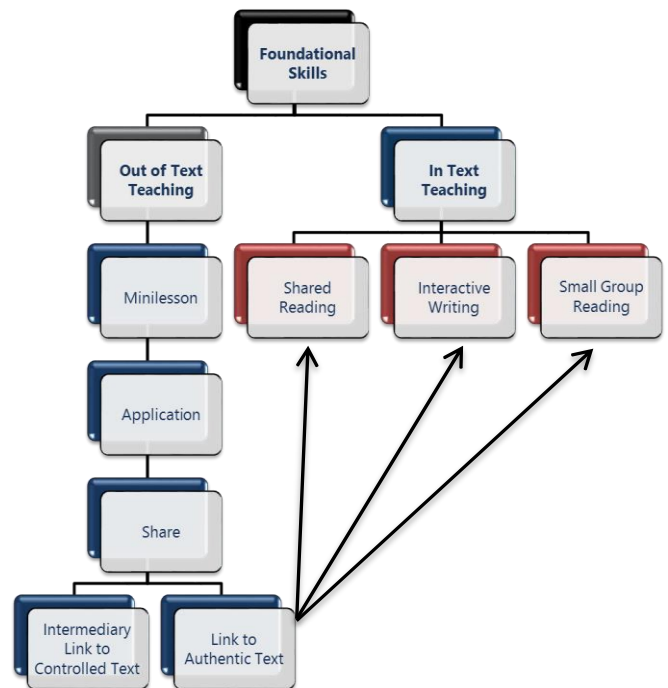 Foundational
Skills
Out of Text
Teaching
In Text
Teaching
Minilesson
Shared
Reading
Interactive
Writing
Small Group
Reading
Application
Share
Intermediary
Link to
Controlled Text
Link to
Authentic Text